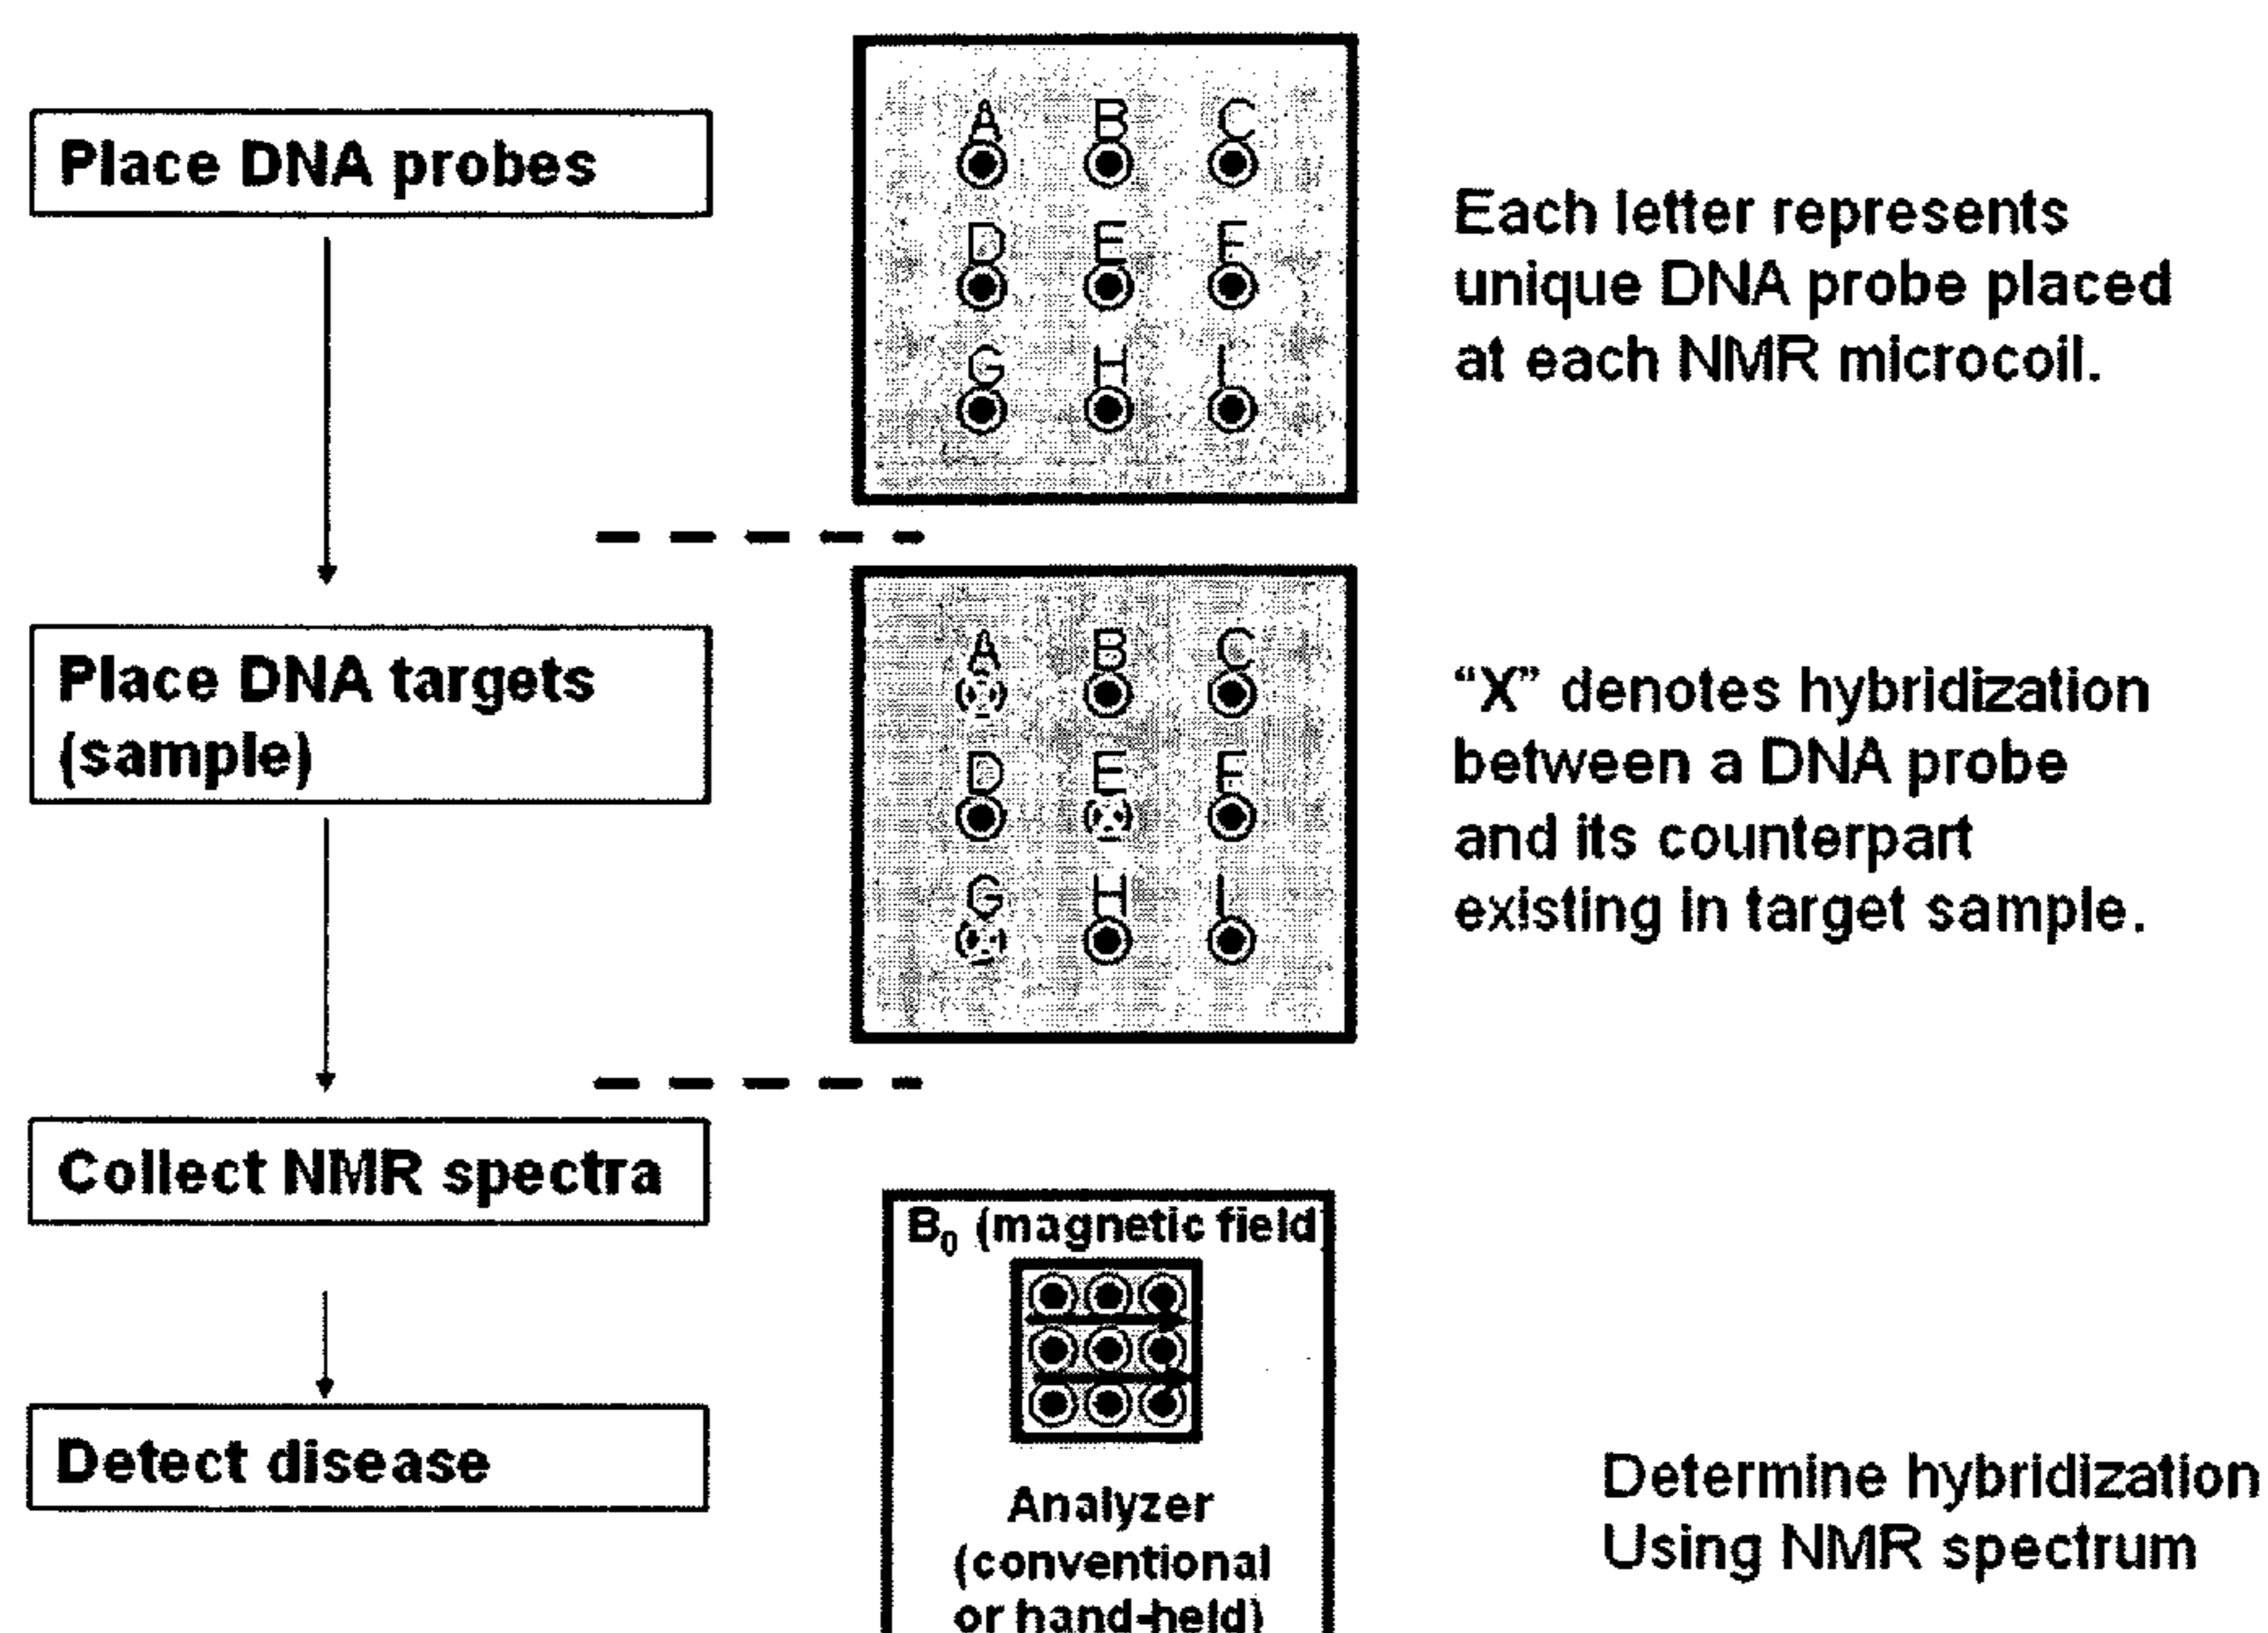 Place DNA probes
A B C
D E F
G H I
Each letter represents
unique DNA probe placed
at each NMR microcoil.
Place DNA targets
(sample)
A B C
D E F
G H I
“X” denotes hybridization
between a DNA probe
and its counterpart
existing in target sample.
Collect NMR spectra
B0 (magnetic field
Analyzer
(conventional
or hand-held)
Detect disease
Determine hybridization
Using NMR spectrum